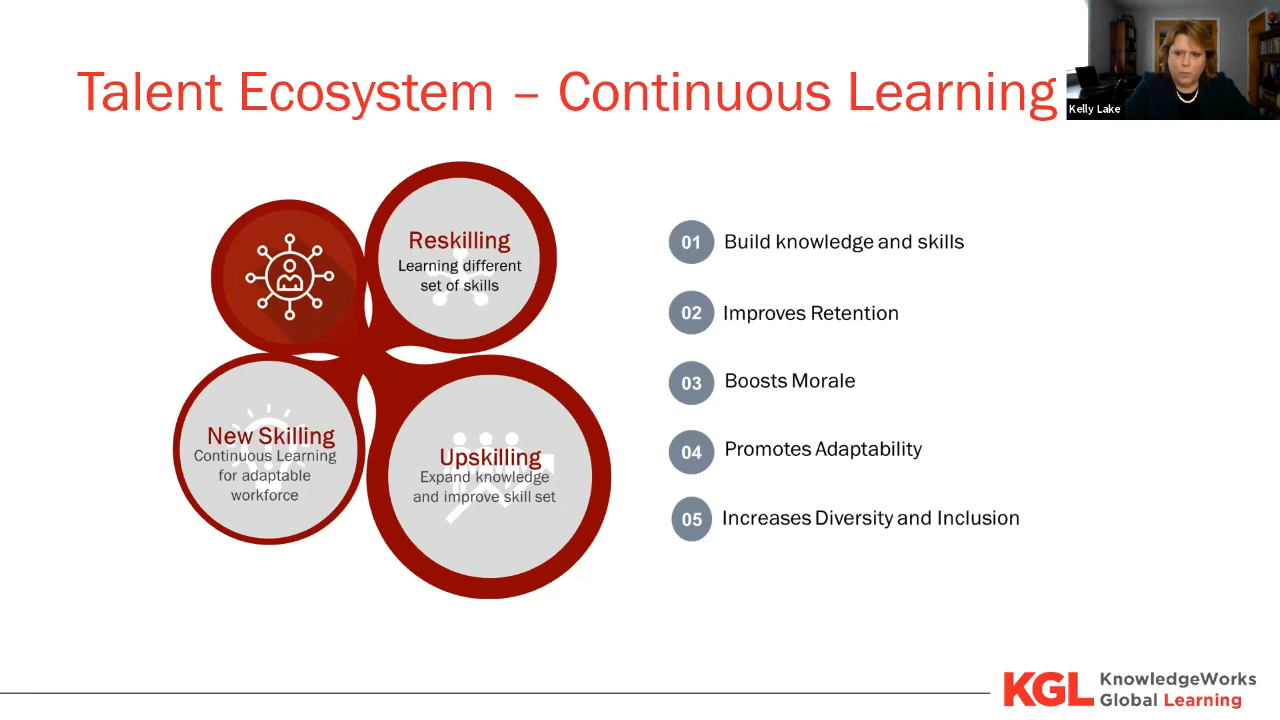 Talent Ecosystem – Continuous Learning
Kelly Lake
Reskilling
Learning different
set of skills
New Skilling
Continuous Learning
for adaptable
workforce
Upskilling
Expand knowledge
and improve skill set
01 Build knowledge and skills
02 Improves Retention
03 Boosts Morale
04 Promotes Adaptability
05 Increases Diversity and Inclusion
KGL KnowledgeWorks
Global Learning